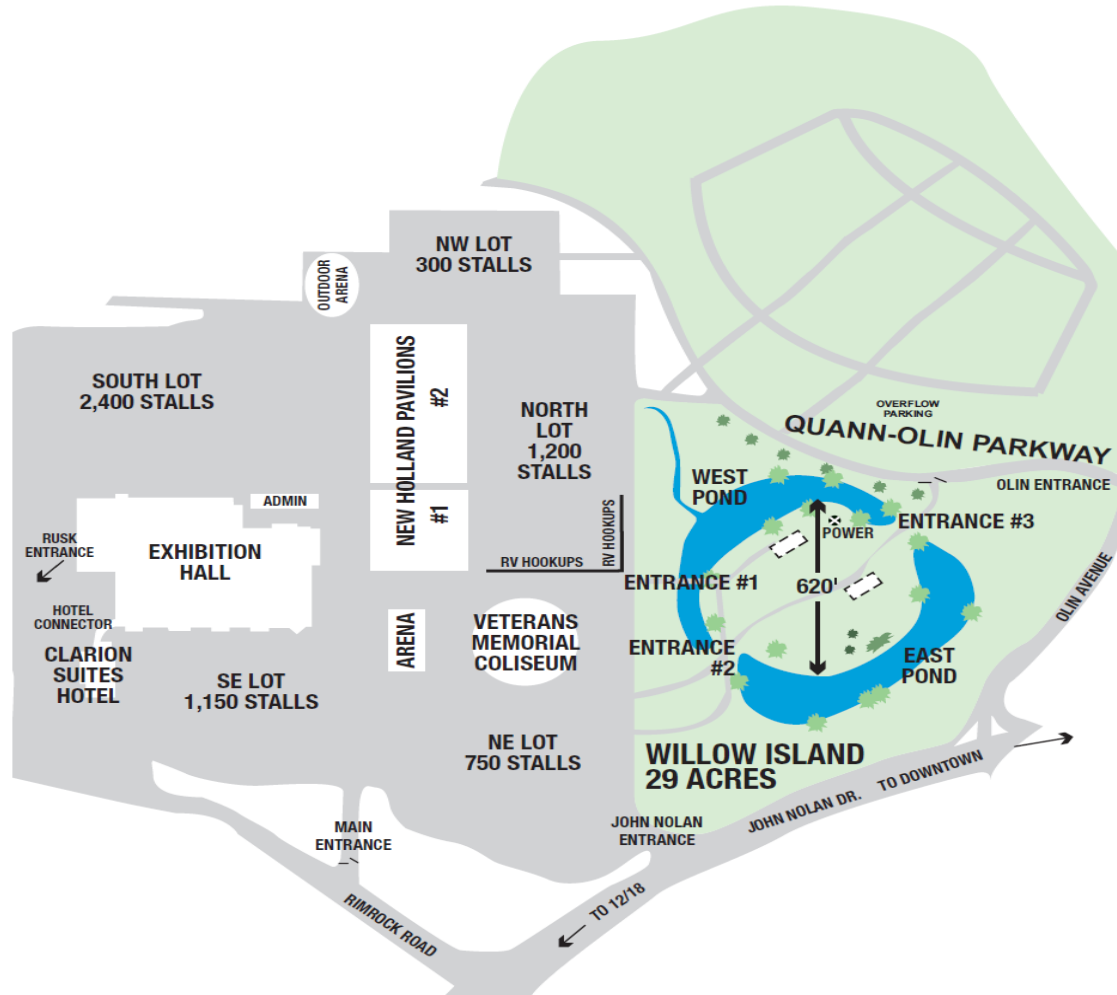 NW LOT
300 STALLS
OUTDOOR
ARENA
SOUTH LOT
2,400 STALLS
NEW HOLLAND PAVILIONS
#2
#1
NORTH
LOT
1,200
STALLS
OVERFLOW
PARKING
QUANN-OLIN PARKWAY
OLIN ENTRANCE
WEST
POND
ENTRANCE #3
POWER
ADMIN
RV HOOKUPS
RV HOOKUPS
RUSK
ENTRANCE
EXHIBITION
HALL
ENTRANCE #1
620'
OLIN AVENUE
HOTEL
CONNECTOR
CLARION
SUITES
HOTEL
ARENA
VETERANS
MEMORIAL
COLISEUM
ENTRANCE
#2
EAST
POND
SE LOT
1,150 STALLS
NE LOT
750 STALLS
WILLOW ISLAND
29 ACRES
TO DOWNTOWN
JOHN NOLAN DR.
JOHN NOLAN
ENTRANCE
MAIN
ENTRANCE
TO 12/18
RIMROCK ROAD